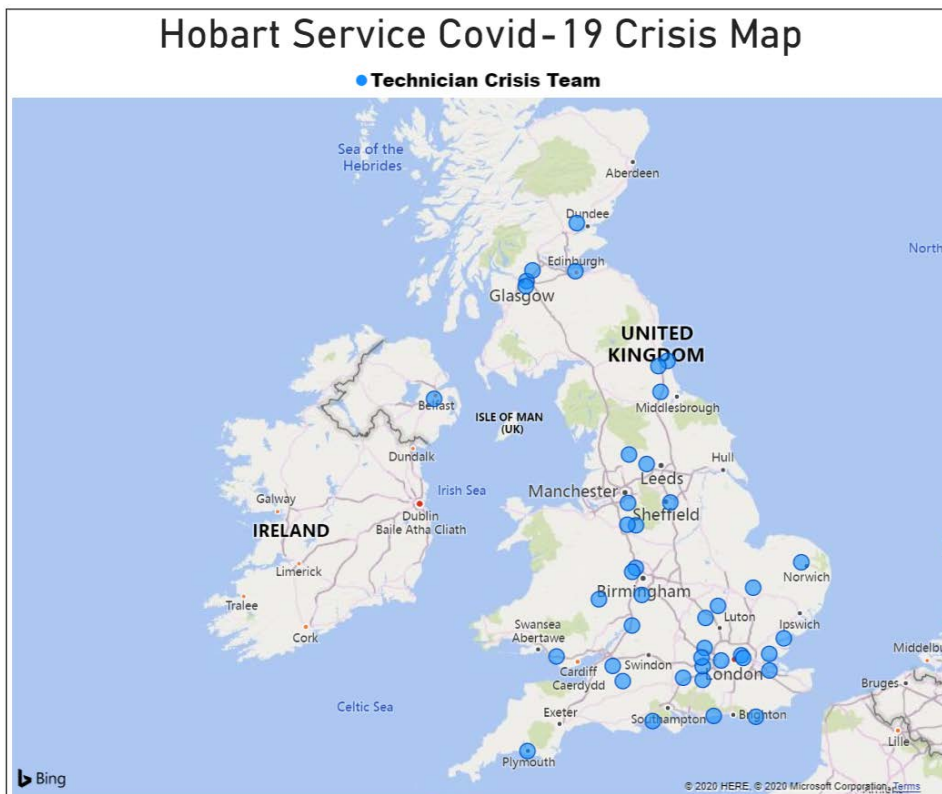 Hobart Service Covid-19 Crisis Map
Technician Crisis Team
Sea of the
Hebrides
Aberdeen
Dundee
North
Edinburgh
Glasgow
UNITED
KINGDOM
Belfast
ISLE OF MAN
(UK)
Middlesbrough
Dundalk
Hull
Leeds
Irish Sea
Manchester
Galway
Sheffield
Dublin
Baile Atha Cliath
IRELAND
Limerick
Norwich
Birmingham
Tralee
Luton
Ipswich
Cork
Swansea
Abertawe
Swindon
Cardiff
Caerdydd
London
Middelbu
Bruges
Celtic Sea
Exeter
Southampton
Brighton
Lille
Plymouth
Bing
© 2020 HERE, © 2020 Microsoft Corporation Terms